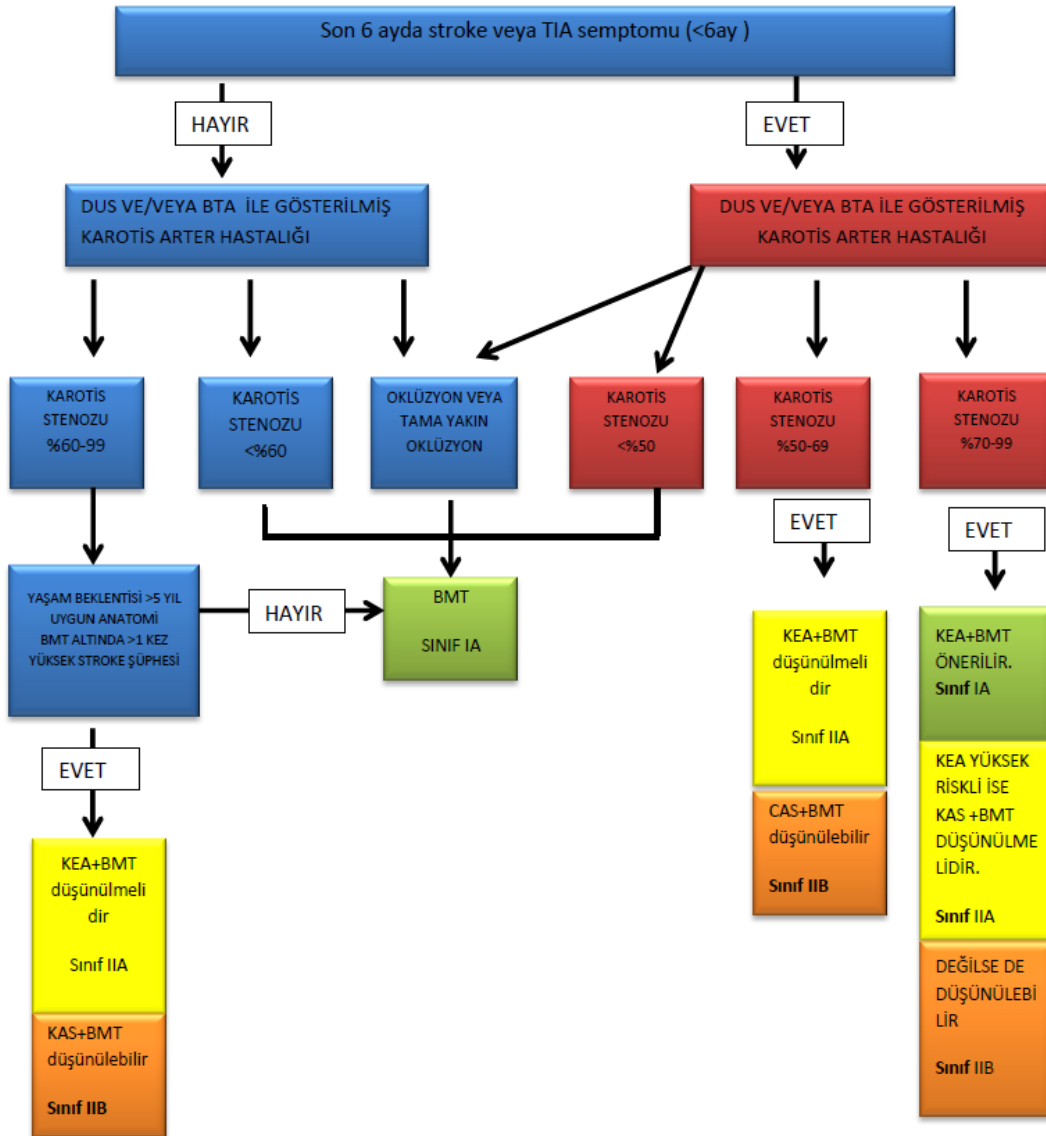 Son 6 ayda stroke veya TIA semptomu (<6ay )
HAYIR
EVET
DUS VE/VEYA BTA İLE GÖSTERİLMİŞ
KAROTİS ARTER HASTALIĞI
DUS VE/VEYA BTA İLE GÖSTERİLMİŞ
KAROTİS ARTER HASTALIĞI
KAROTİS
STENOZU
%60-99
KAROTİS
STENOZU
<%60
OKLÜZYON VEYA
TAMA YAKIN
OKLÜZYON
KAROTİS
STENOZU
<%50
KAROTİS
STENOZU
%50-69
KAROTİS
STENOZU
%70-99
EVET
EVET
YAŞAM BEKLENTİSİ >5 YIL
UYGUN ANATOMİ
BMT ALTINDA >1 KEZ
YÜKSEK STROKE ŞÜPHESİ
HAYIR
BMT
SINIF IA
KEA+BMT
düşünülmeli
dir
Sınıf IIA
CAS+BMT
düşünülebilir
Sınıf IIB
KEA+BMT
ÖNERİLİR.
Sınıf IA
KEA YÜKSEK
RİSKLİ İSE
KAS +BMT
DÜŞÜNÜLME
LİDİR.
Sınıf IIA
DEĞİLSE DE
DÜŞÜNÜLEBİ
LİR
Sınıf IIB
EVET
KEA+BMT
düşünülmeli
dir
Sınıf IIA
KAS+BMT
düşünülebilir
Sınıf IIB